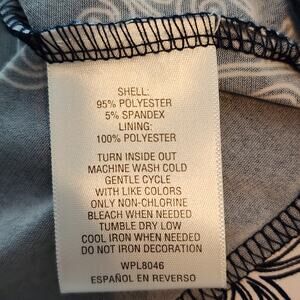 SHELL:
95% POLYESTER
5% SPANDEX
LINING:
100% POLYESTER
TURN INSIDE OUT
MACHINE WASH COLD
GENTLE CYCLE
WITH LIKE COLORS
ONLY NON-CHLORINE
BLEACH WHEN NEEDED
TUMBLE DRY LOW
COOL IRON WHEN NEEDED
DO NOT IRON DECORATION
WPL8046
ESPAÑOL EN REVERSO